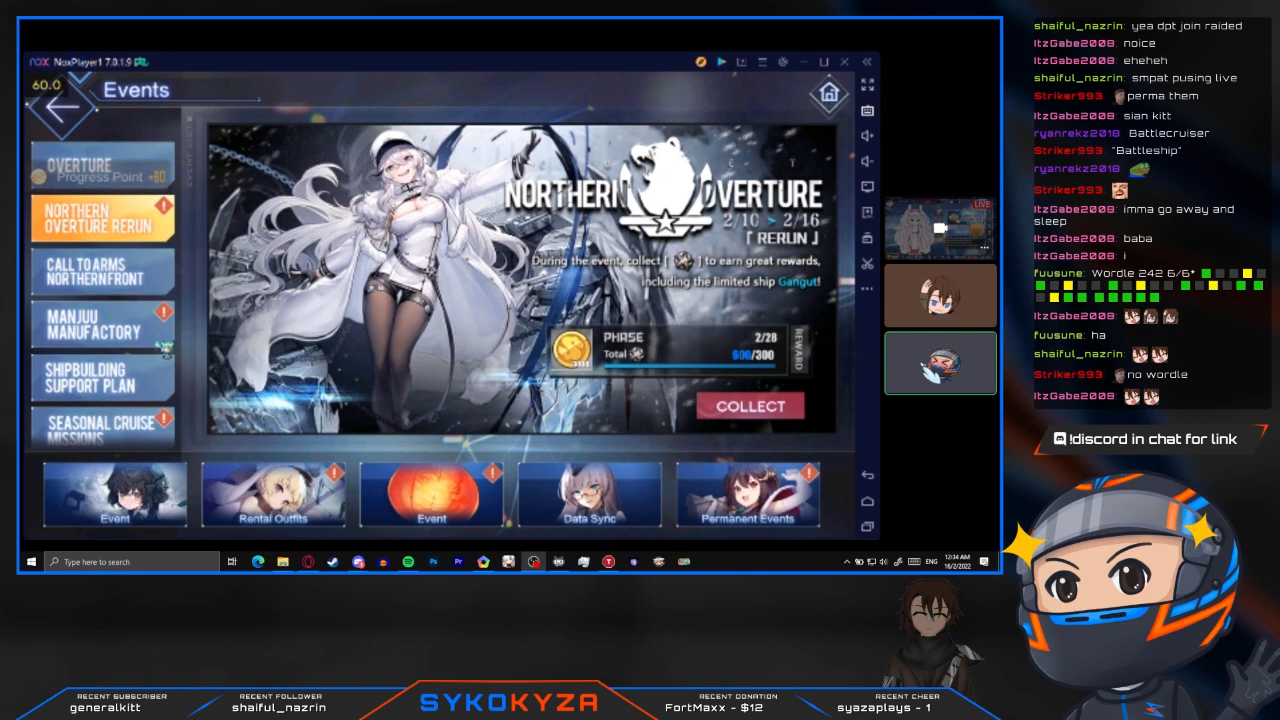 NoxPlayer1 7.0.1.9
60.0
Events
OVERTURE
Progress Point +60
NORTHERN
OVERTURE RERUN
CALL TO ARMS
NORTHERN FRONT
MANJUU
MANUFACTORY
SHIPBUILDING
SUPPORT PLAN
SEASONAL CRUISE
MISSIONS
NORTHERN OVERTURE
2/10 > 2/16
「 RERUN 」
During the event, collect [ ] to earn great rewards,
including the limited ship Gangut!
PHASE 2/28
Total 600/300
REWARD
COLLECT
Event
Rental Outfits
Event
Data Sync
Permanent Events
LIVE
Type here to search
ENG
12:34 AM
16/2/2022
shaiful_nazrin: yea dpt join raided
ItzGabe2008: noice
ItzGabe2008: eheheh
shaiful_nazrin: smpat pusing live
Striker993 perma them
ItzGabe2008: sian kitt
ryanrekz2018 Battlecruiser
Striker993 "Battleship"
ryanrekz2018
Striker993
ItzGabe2008: imma go away and
sleep
ItzGabe2008: baba
ItzGabe2008: i
fuusune: Wordle 242 6/6*
ItzGabe2008:
fuusune: ha
shaiful_nazrin:
Striker993 no wordle
ItzGabe2008:
!discord in chat for link
RECENT SUBSCRIBER
generalkitt
RECENT FOLLOWER
shaiful_nazrin
SYKOKYZA
RECENT DONATION
FortMaxx - $12
RECENT CHEER
syazaplays - 1